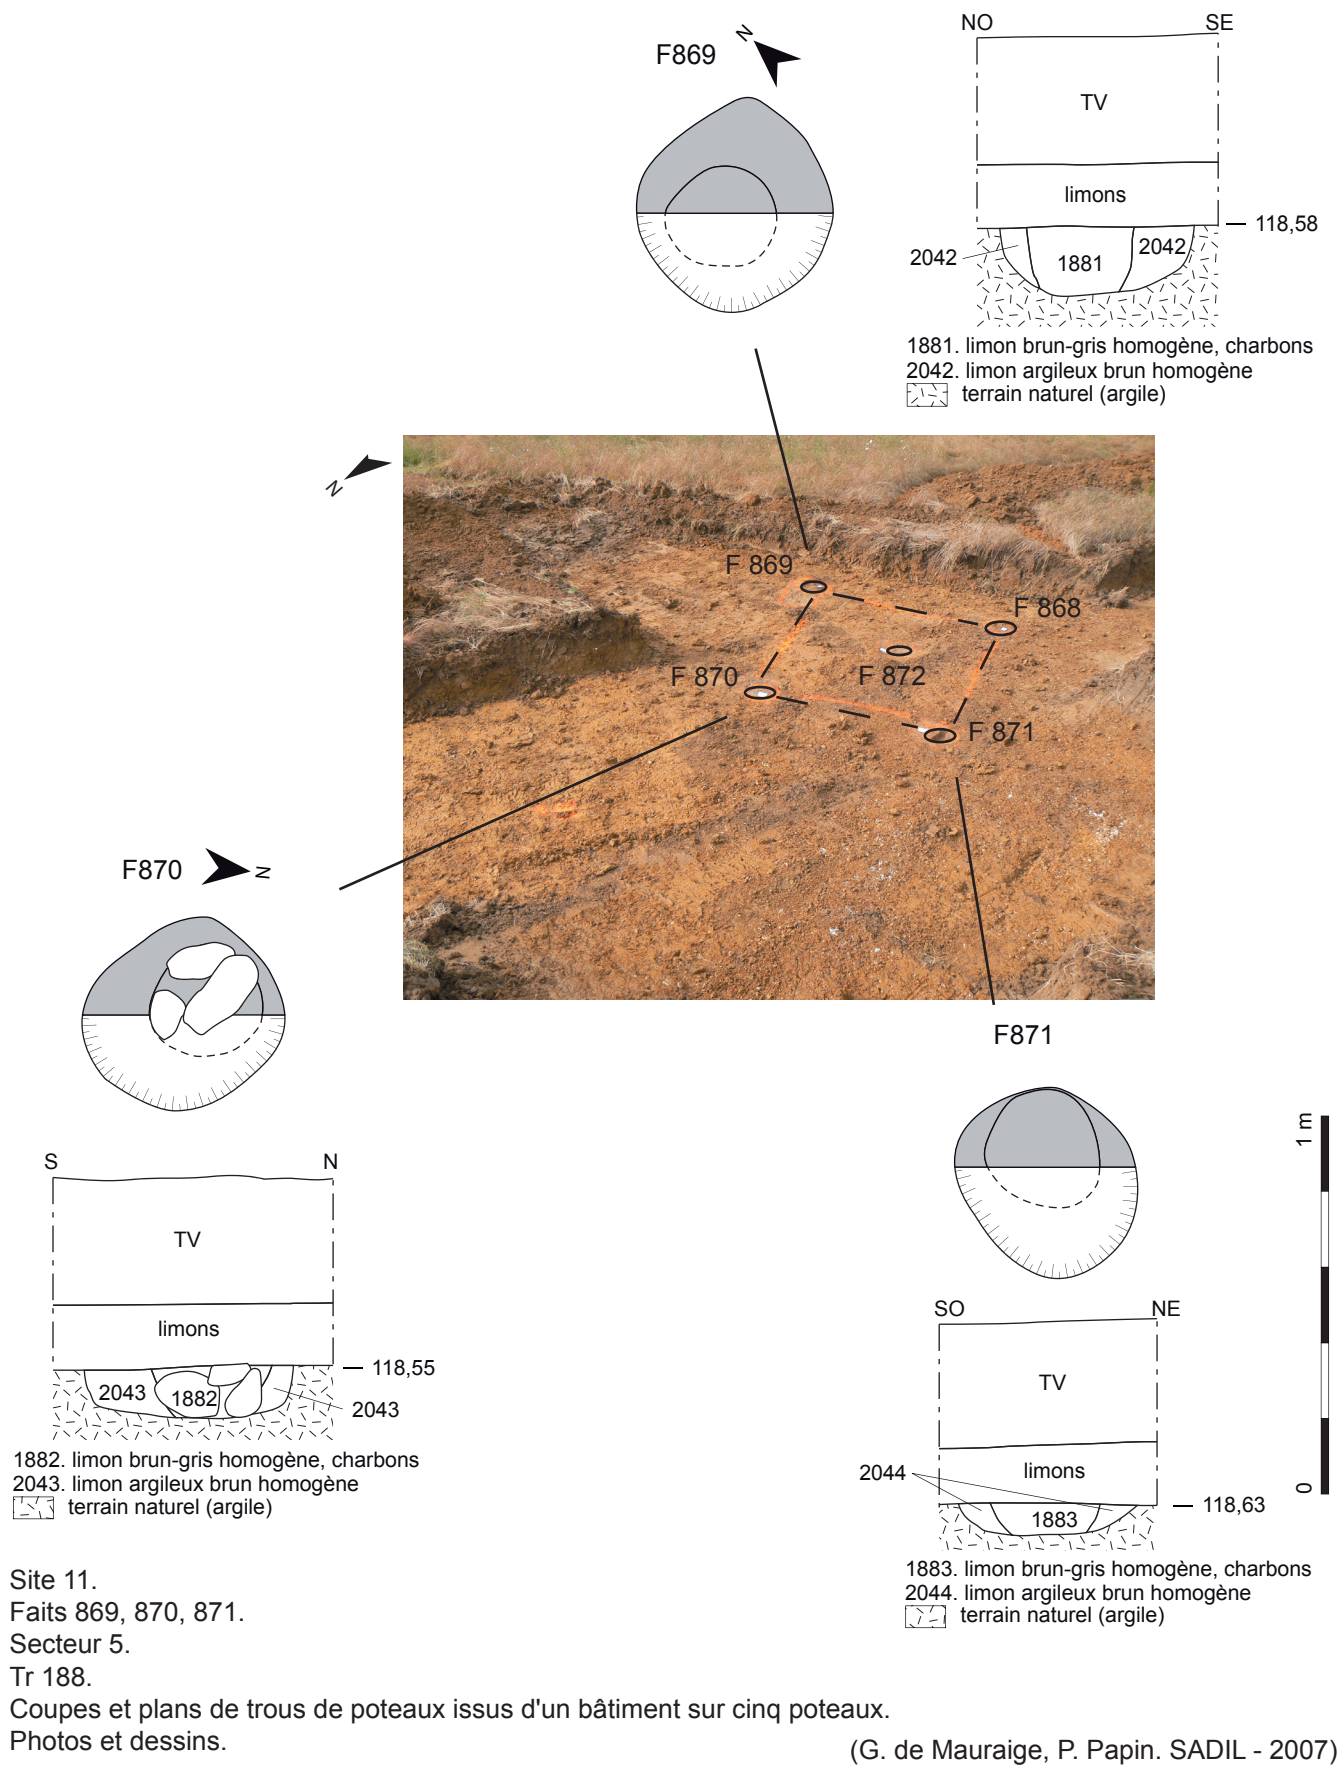 F869
N
NO
SE
TV
limons
118,58
2042
1881
2042
1881. limon brun-gris homogène, charbons
2042. limon argileux brun homogène
terrain naturel (argile)
N
F 869
F 868
F 870
F 872
F 871
F870
N
F871
S
N
TV
limons
118,55
2043
1882
2043
1882. limon brun-gris homogène, charbons
2043. limon argileux brun homogène
terrain naturel (argile)
1 m
0
SO
NE
TV
limons
2044
1883
118,63
1883. limon brun-gris homogène, charbons
2044. limon argileux brun homogène
terrain naturel (argile)
Site 11.
Faits 869, 870, 871.
Secteur 5.
Tr 188.
Coupes et plans de trous de poteaux issus d'un bâtiment sur cinq poteaux.
Photos et dessins.
(G. de Mauraige, P. Papin. SADIL - 2007)